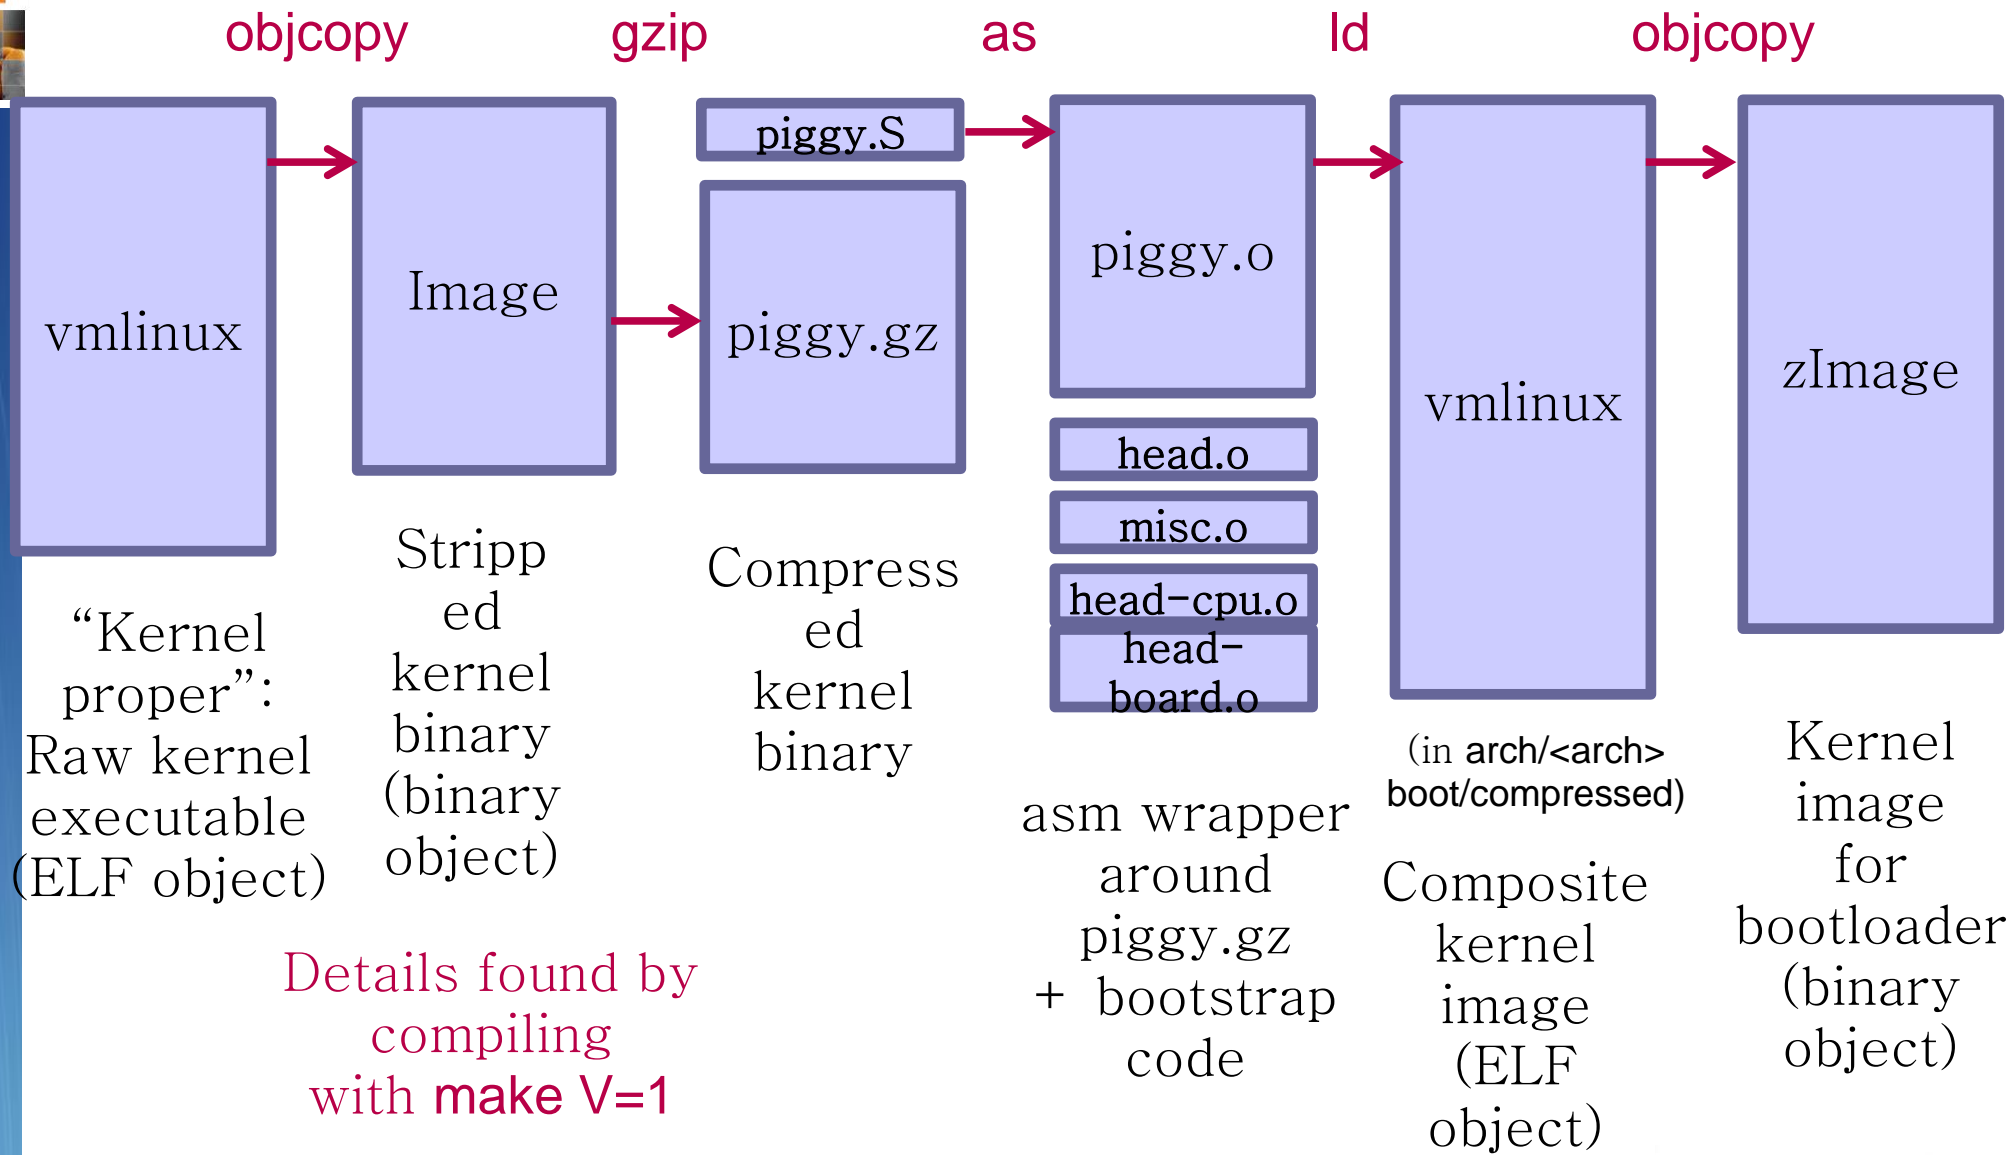 objcopy
gzip
as
ld
objcopy
vmlinux
Image
piggy.S
piggy.gz
piggy.o
head.o
misc.o
head-cpu.o
head-
board.o
vmlinux
zImage
“Kernel
proper”:
Raw kernel
executable
(ELF object)
Stripp
ed
kernel
binary
(binary
object)
Compress
ed
kernel
binary
asm wrapper
around
piggy.gz
+ bootstrap
code
(in arch/<arch>
boot/compressed)
Composite
kernel
image
(ELF
object)
Kernel
image
for
bootloader
(binary
object)
Details found by
compiling
with make V=1